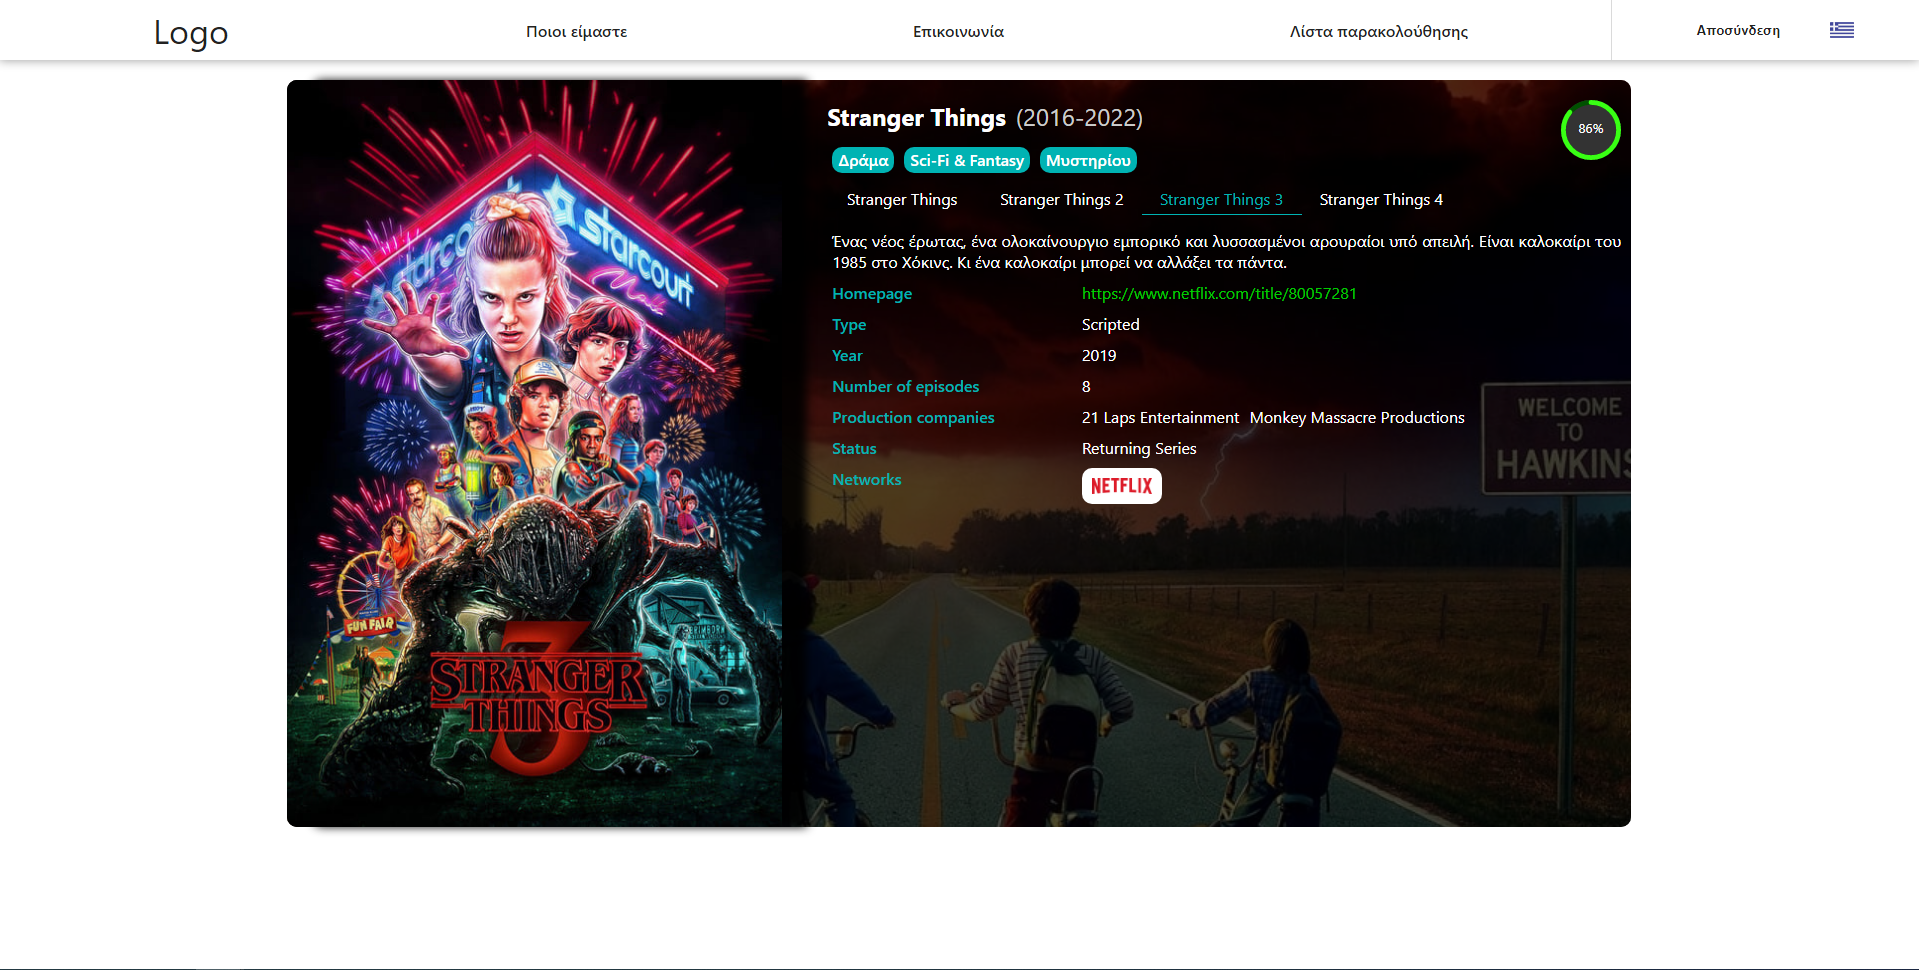 Logo
Ποιοι είμαστε
Επικοινωνία
Λίστα παρακολούθησης
Αποσύνδεση
starcourt
starcourt
FUN FAIR
STRANGER
THINGS
3
Stranger Things (2016-2022)
86%
Δράμα Sci-Fi & Fantasy Μυστηρίου
Stranger Things Stranger Things 2 Stranger Things 3 Stranger Things 4
Ένας νέος έρωτας, ένα ολοκαίνουργιο εμπορικό και λυσσασμένοι αρουραίοι υπό απειλή. Είναι καλοκαίρι του
1985 στο Χόκινς. Κι ένα καλοκαίρι μπορεί να αλλάξει τα πάντα.
Homepage https://www.netflix.com/title/80057281
Type Scripted
Year 2019
Number of episodes 8
Production companies 21 Laps Entertainment Monkey Massacre Productions
Status Returning Series
Networks NETFLIX
WELCOME
TO
HAWKINS